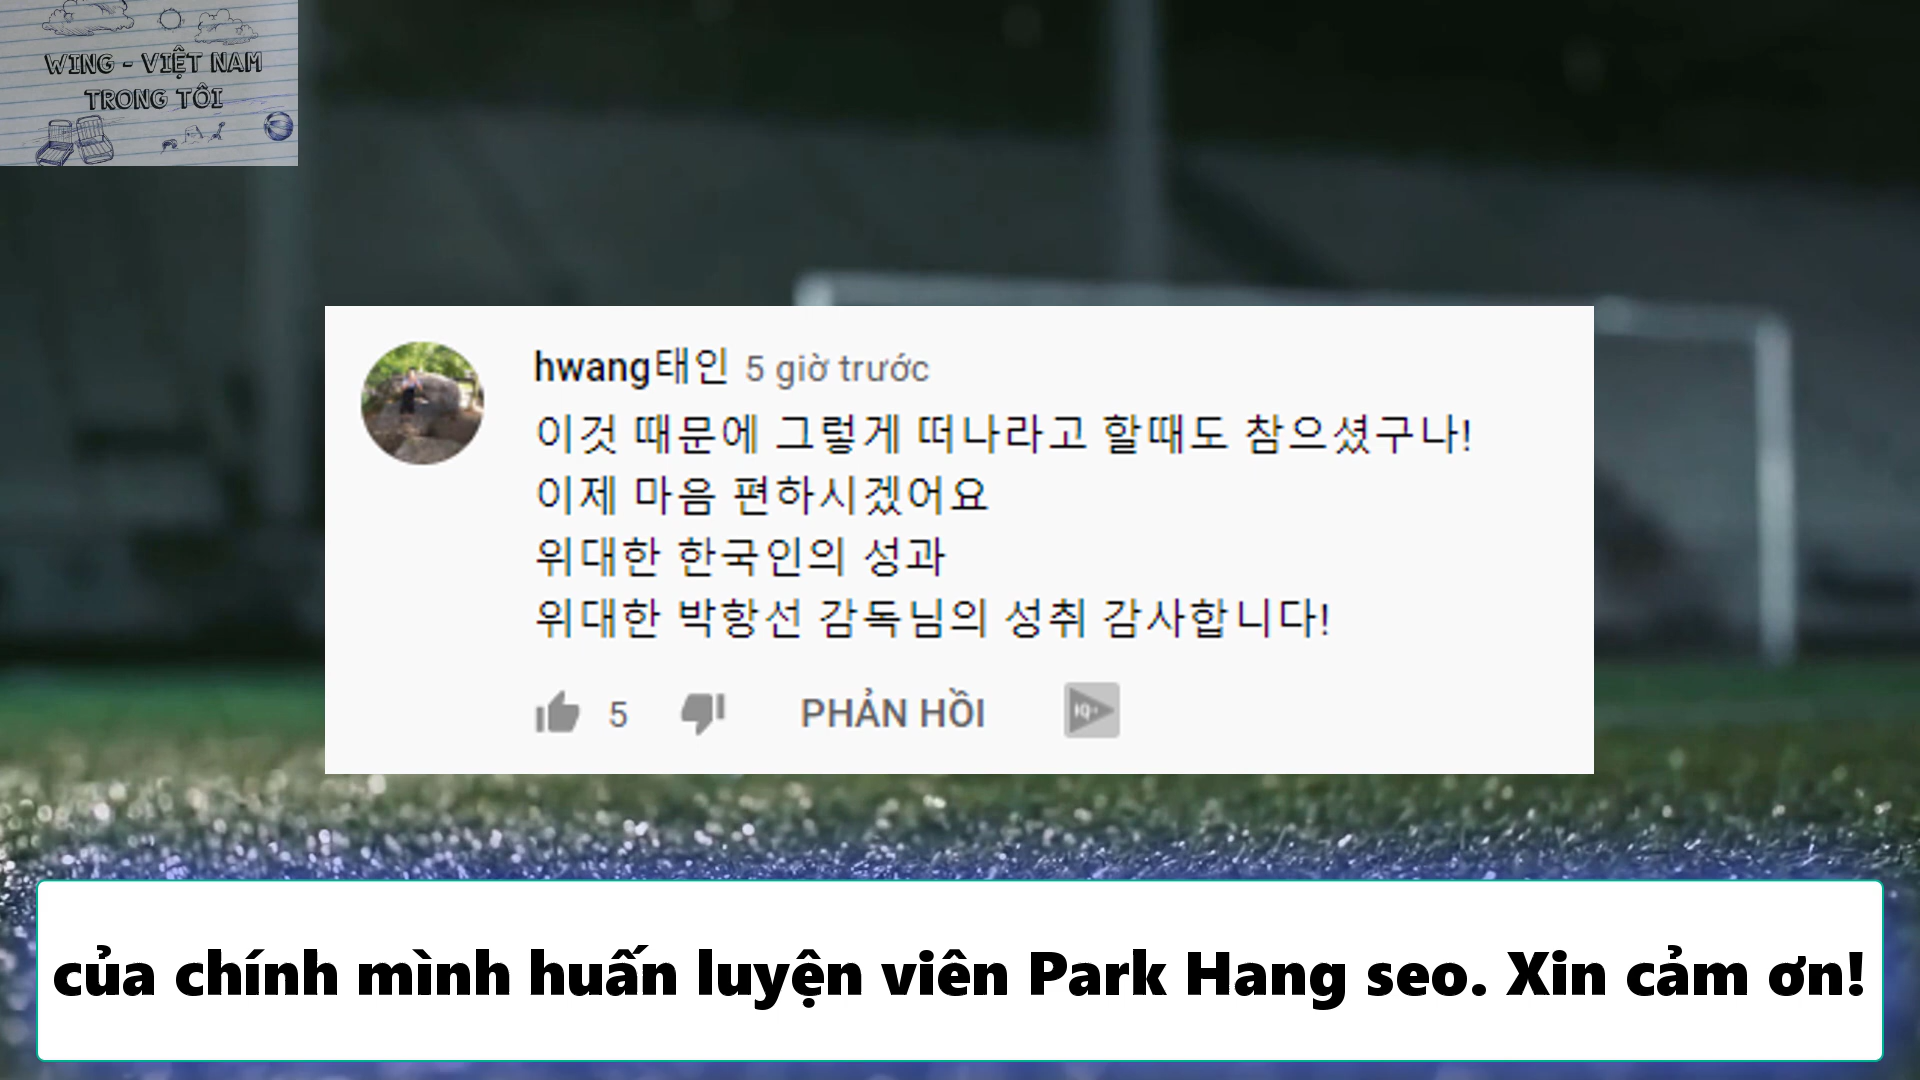 WING - VIỆT NAM
TRONG TÔI
hwang태인 5 giờ trước
이것 때문에 그렇게 떠나라고 할때도 참으셨구나!
이제 마음 편하시겠어요
위대한 한국인의 성과
위대한 박항선 감독님의 성취 감사합니다!
5 PHẢN HỒI IQ+
của chính mình huấn luyện viên Park Hang seo. Xin cảm ơn!